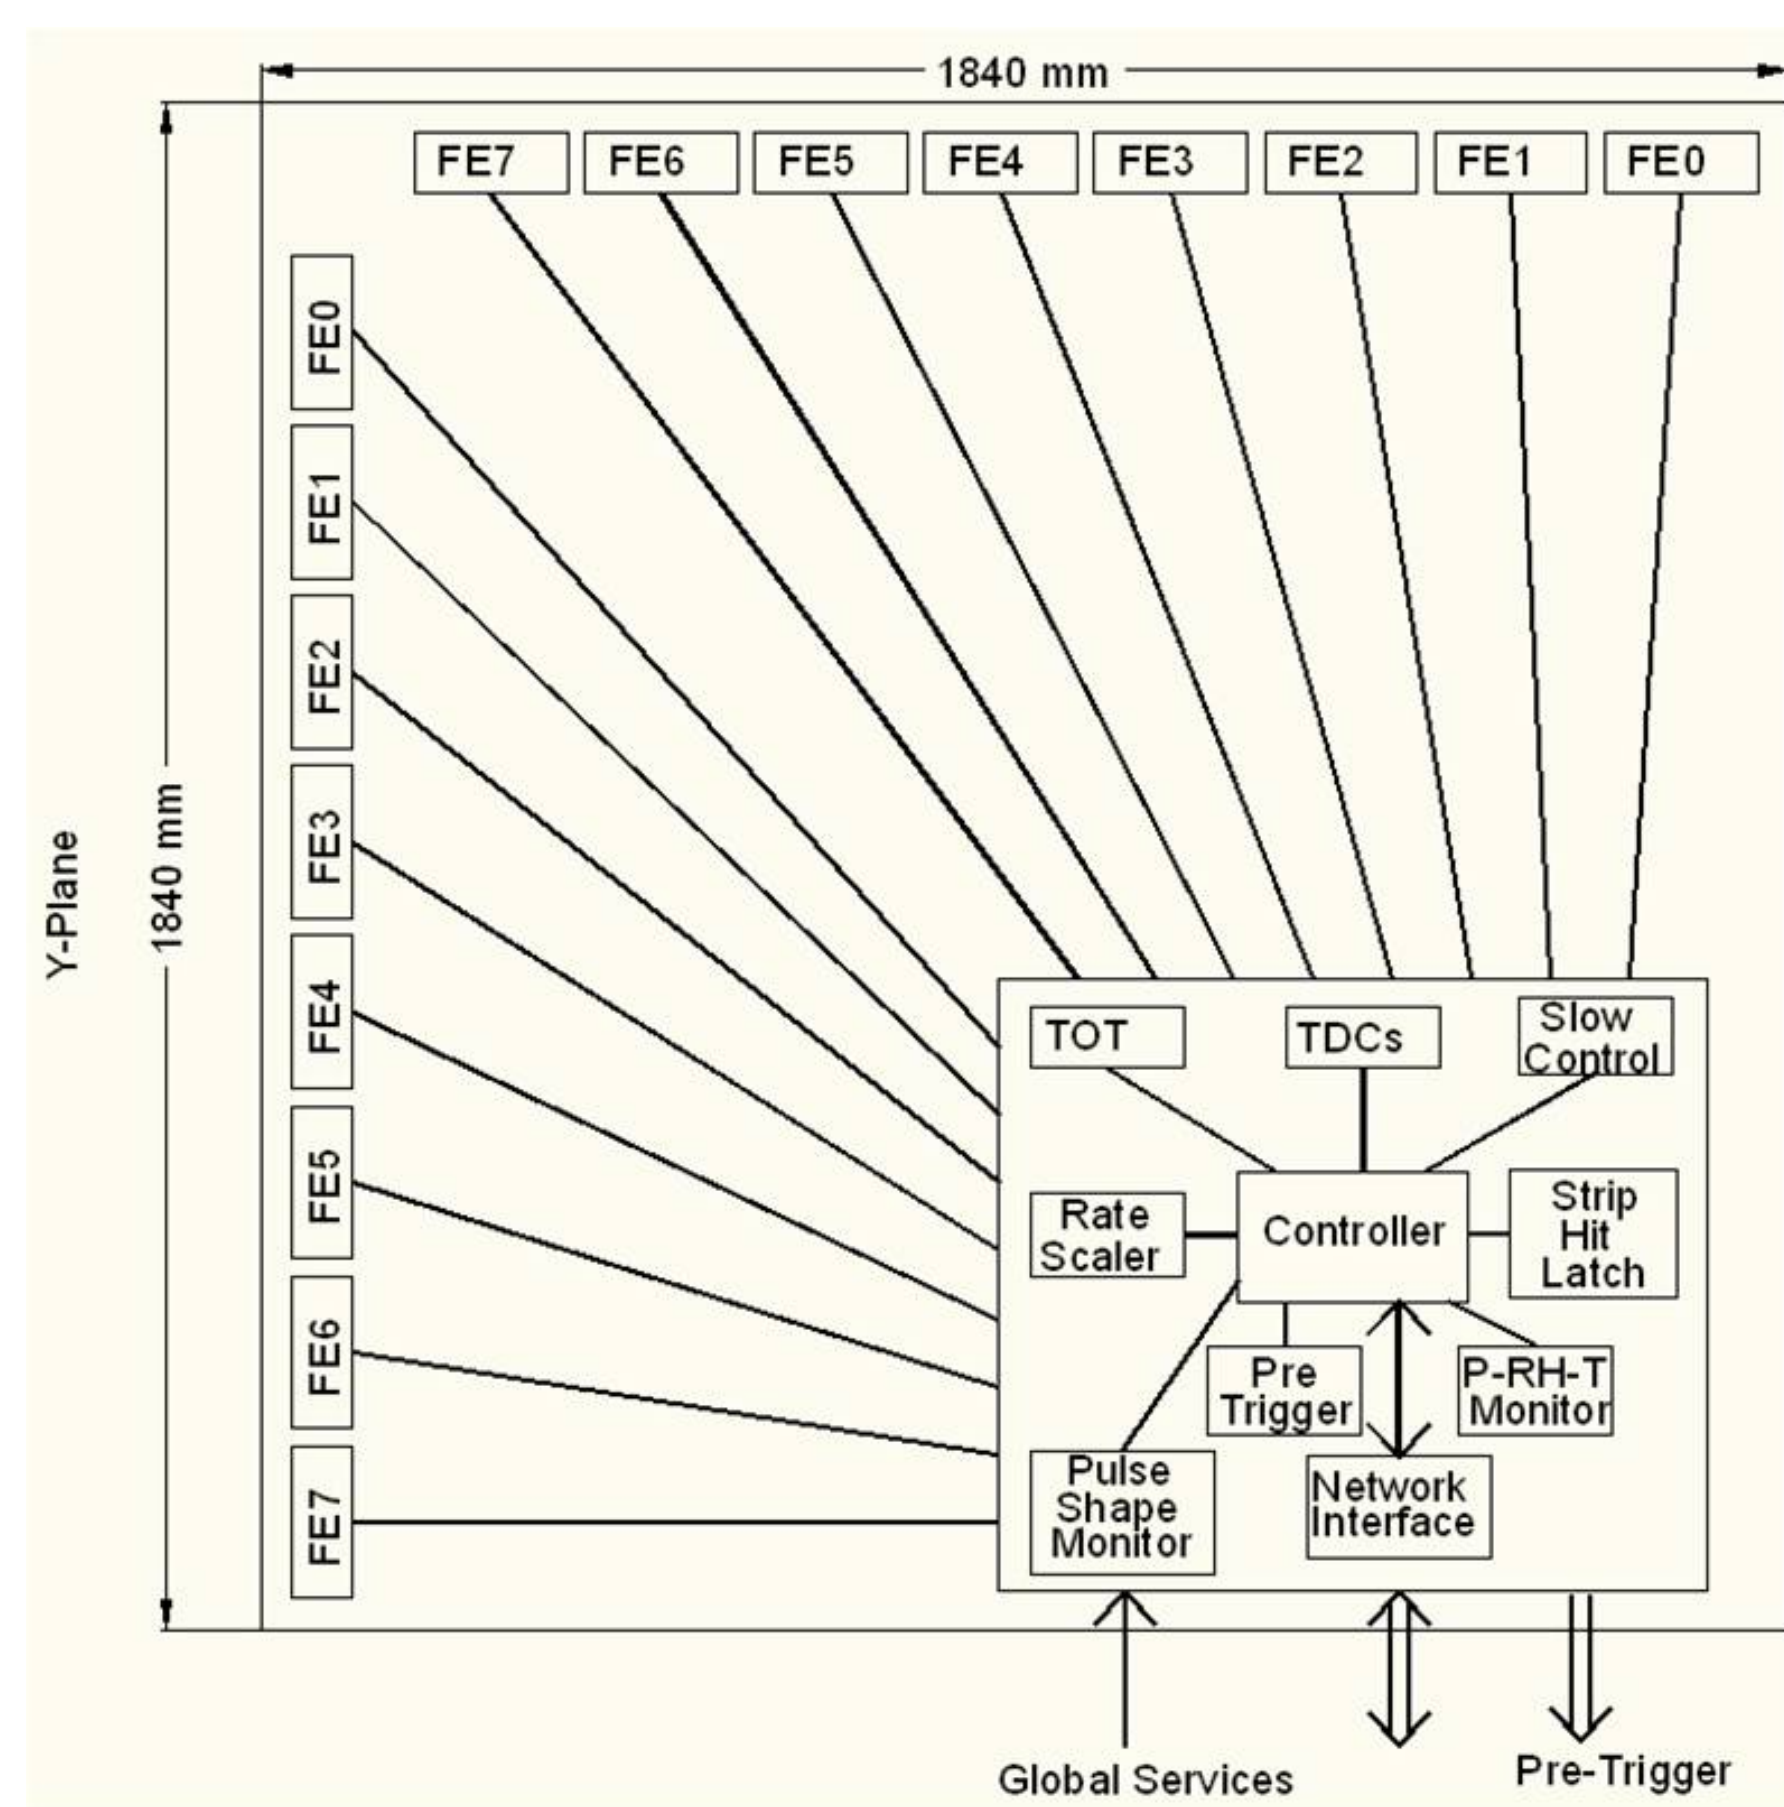 1840 mm
FE7 FE6 FE5 FE4 FE3 FE2 FE1 FE0
FE0
FE1
FE2
FE3
FE4
FE5
FE6
FE7
Y-Plane
1840 mm
TOT
TDCs
Slow
Control
Rate
Scaler
Controller
Strip
Hit
Latch
Pre
Trigger
P-RH-T
Monitor
Pulse
Shape
Monitor
Network
Interface
Global Services
Pre-Trigger